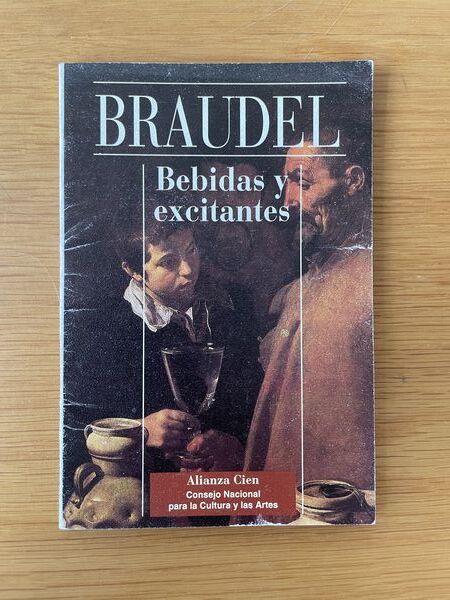 BRAUDEL
Bebidas y
excitantes
Alianza Cien
Consejo Nacional
para la Cultura y las Artes